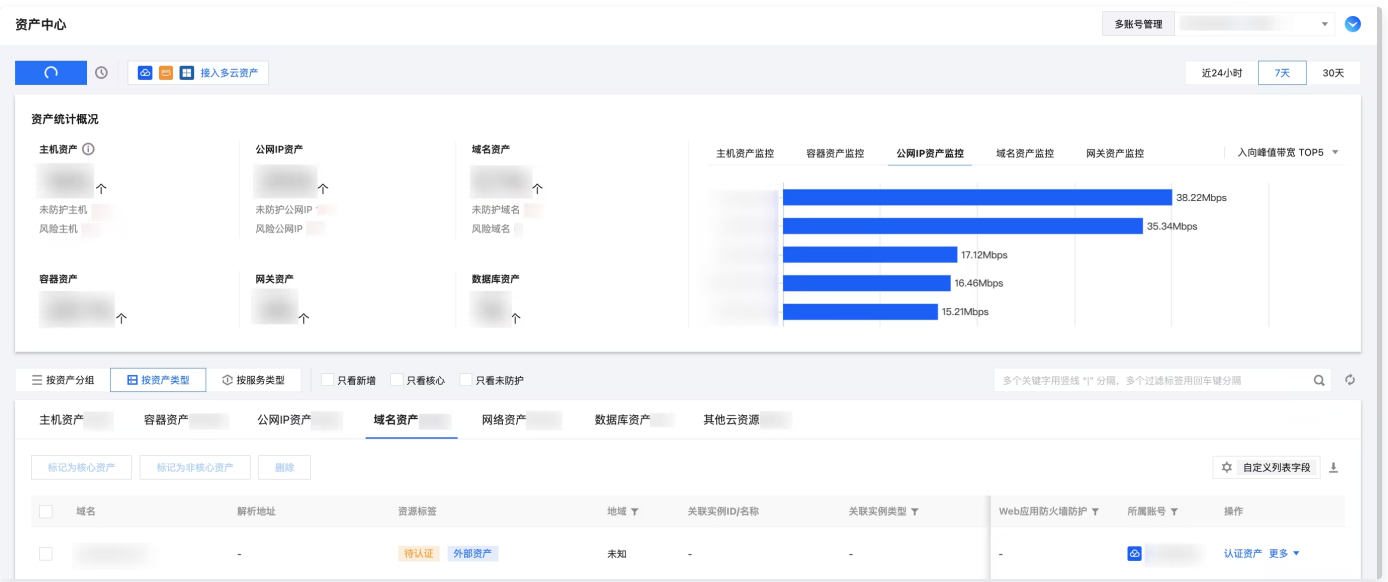 资产中心
多账号管理
接入多云资产
近24小时 7天 30天
资产统计概况
主机资产 公网IP资产 域名资产
个 个 个
未防护主机 未防护公网IP 未防护域名
风险主机 风险公网IP 风险域名
容器资产 网关资产 数据库资产
个 个 个
主机资产监控 容器资产监控 公网IP资产监控 域名资产监控 网关资产监控 入向峰值带宽 TOP5
38.22Mbps
35.34Mbps
17.12Mbps
16.46Mbps
15.21Mbps
按资产分组 按资产类型 按服务类型 只看新增 只看核心 只看未防护 多个关键字用竖线 "|" 分隔，多个过滤标签用回车键分隔
主机资产 容器资产 公网IP资产 域名资产 网络资产 数据库资产 其他云资源
标记为核心资产 标记为非核心资产 删除 自定义列表字段
域名 解析地址 资源标签 地域 关联实例ID/名称 关联实例类型 Web应用防火墙防护 所属账号 操作
- 待认证 外部资产 未知 - - - 认证资产 更多